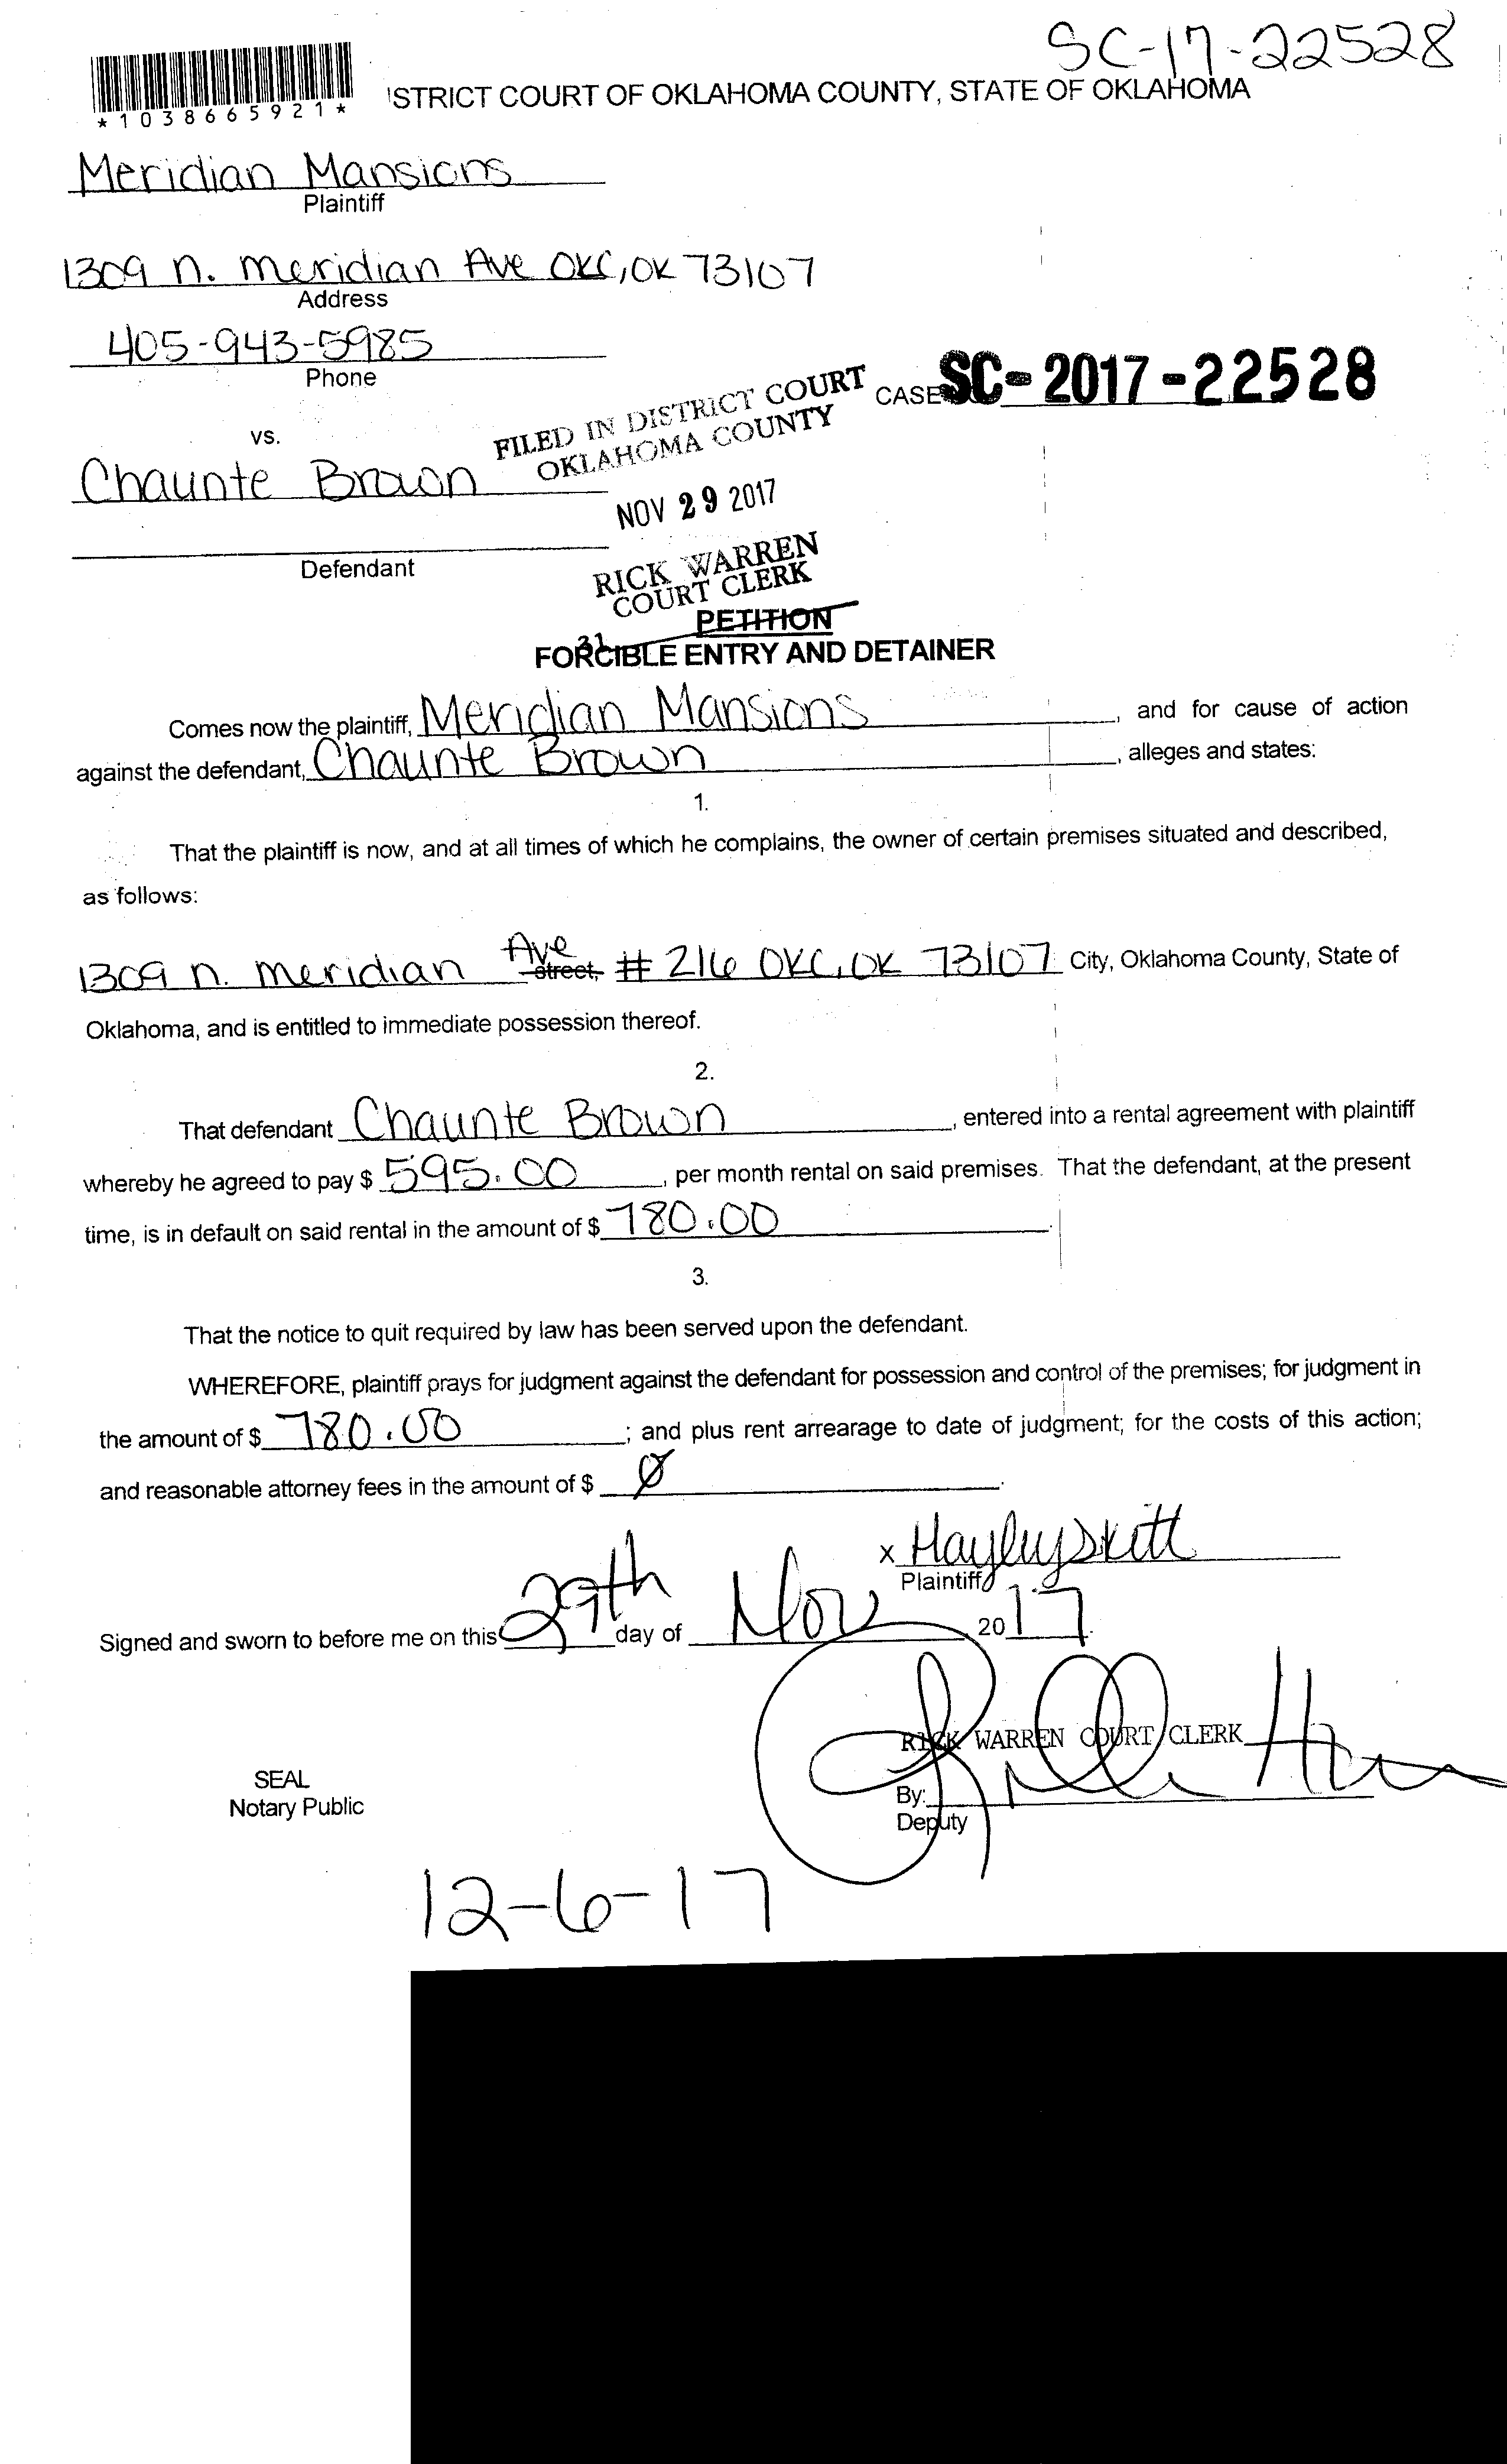 SC-17-22528
*1038665921*
ISTRICT COURT OF OKLAHOMA COUNTY, STATE OF OKLAHOMA
Meridian Mansions
Plaintiff
1309 n. meridian Ave OKC, OK 73107
Address
405-943-5985
Phone
CASE SC-2017-22528
FILED IN DISTRICT COURT
OKLAHOMA COUNTY
vs.
Chaunte Brown
NOV 29 2017
Defendant
RICK WARREN
COURT CLERK
31
PETITION
FORCIBLE ENTRY AND DETAINER
Comes now the plaintiff, Meridian Mansions, and for cause of action
against the defendant, Chaunte Brown, alleges and states:
1.
That the plaintiff is now, and at all times of which he complains, the owner of certain premises situated and described,
as follows:
1309 n. meridian Ave street, # 216 OKC, OK 73107 City, Oklahoma County, State of
Oklahoma, and is entitled to immediate possession thereof.
2.
That defendant Chaunte Brown, entered into a rental agreement with plaintiff
whereby he agreed to pay $ 595.00, per month rental on said premises. That the defendant, at the present
time, is in default on said rental in the amount of $ 780.00.
3.
That the notice to quit required by law has been served upon the defendant.
WHEREFORE, plaintiff prays for judgment against the defendant for possession and control of the premises; for judgment in
the amount of $ 780.00; and plus rent arrearage to date of judgment; for the costs of this action;
and reasonable attorney fees in the amount of $ Ø.
x
Plaintiff
Signed and sworn to before me on this 29th day of Nov, 2017.
RICK WARREN COURT CLERK
SEAL
Notary Public
By:
Deputy
12-6-17